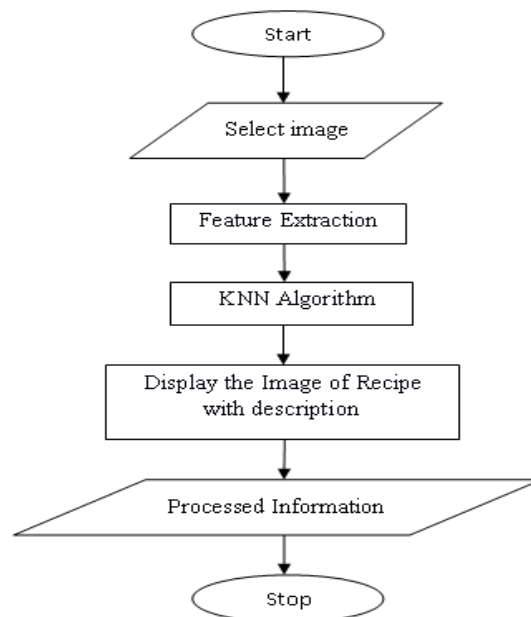 Start
Select image
Feature Extraction
KNN Algorithm
Display the Image of Recipe
with description
Processed Information
Stop